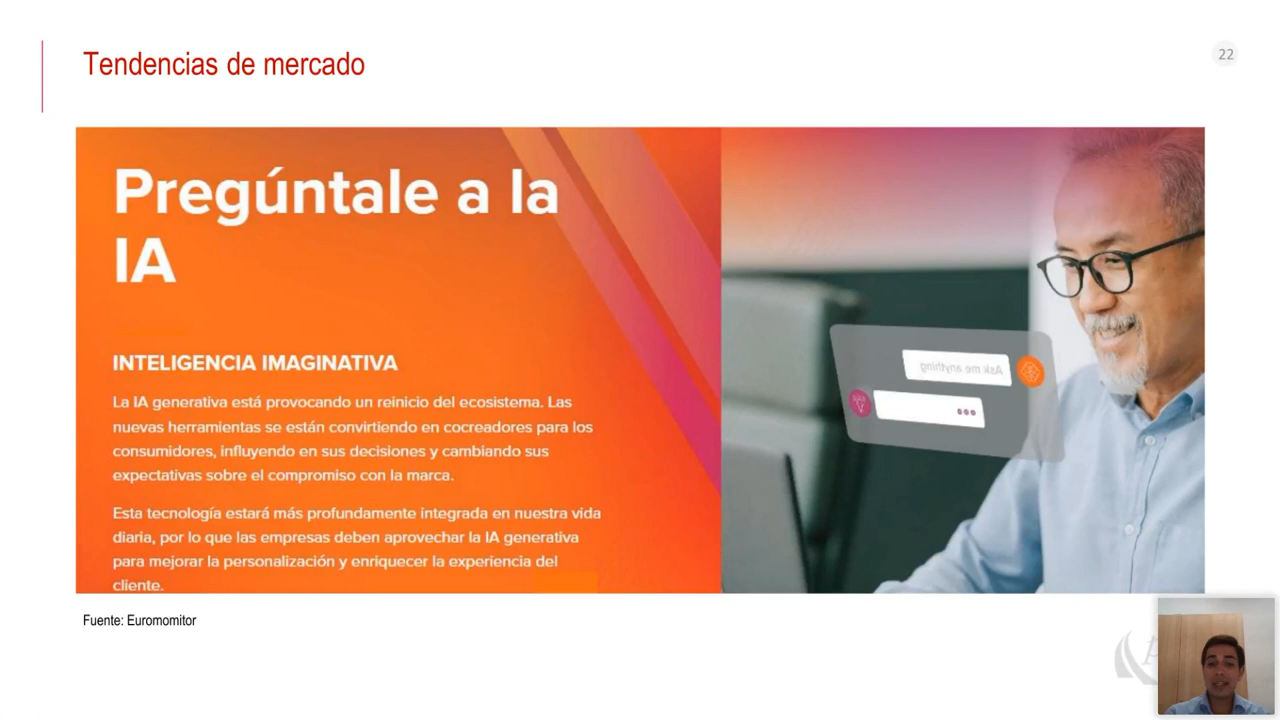 Tendencias de mercado
22
Pregúntale a la
IA
INTELIGENCIA IMAGINATIVA
La IA generativa está provocando un reinicio del ecosistema. Las
nuevas herramientas se están convirtiendo en cocreadores para los
consumidores, influyendo en sus decisiones y cambiando sus
expectativas sobre el compromiso con la marca.
Esta tecnología estará más profundamente integrada en nuestra vida
diaria, por lo que las empresas deben aprovechar la IA generativa
para mejorar la personalización y enriquecer la experiencia del
cliente.
Ask me anything
Fuente: Euromomitor